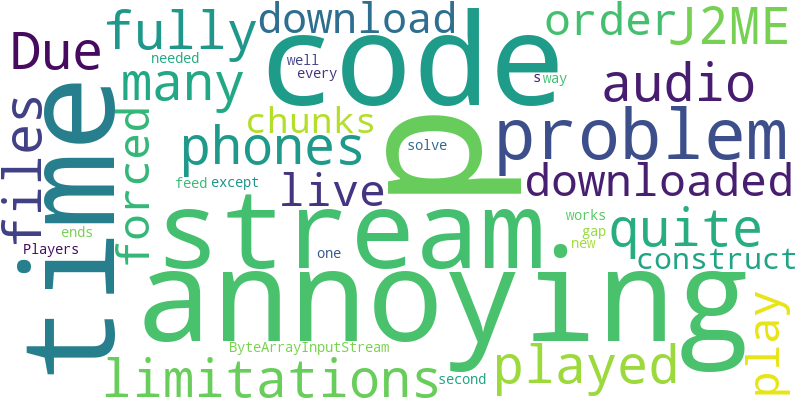 download
order
J2ME
Due
fully
code
needed
well
every
s
way
many
audio
files
time
forced
chunks
p
problem
phones
solve
live
feed
except
downloaded
stream
works
quite
ends
gap
Players
new
one
construct
annoying
play
ByteArrayInputStream
limitations
second
played